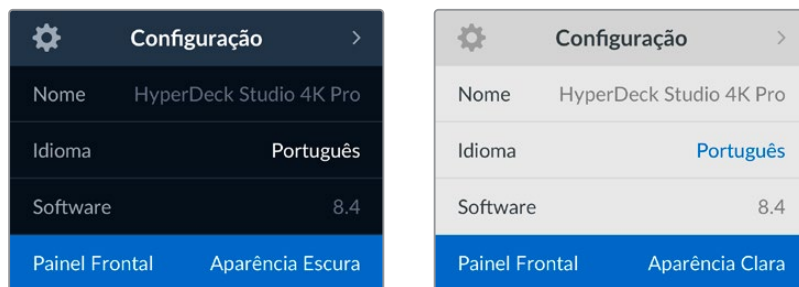 Configuração
Nome HyperDeck Studio 4K Pro
Idioma Português
Software 8.4
Painel Frontal Aparência Escura
Configuração
Nome HyperDeck Studio 4K Pro
Idioma Português
Software 8.4
Painel Frontal Aparência Clara